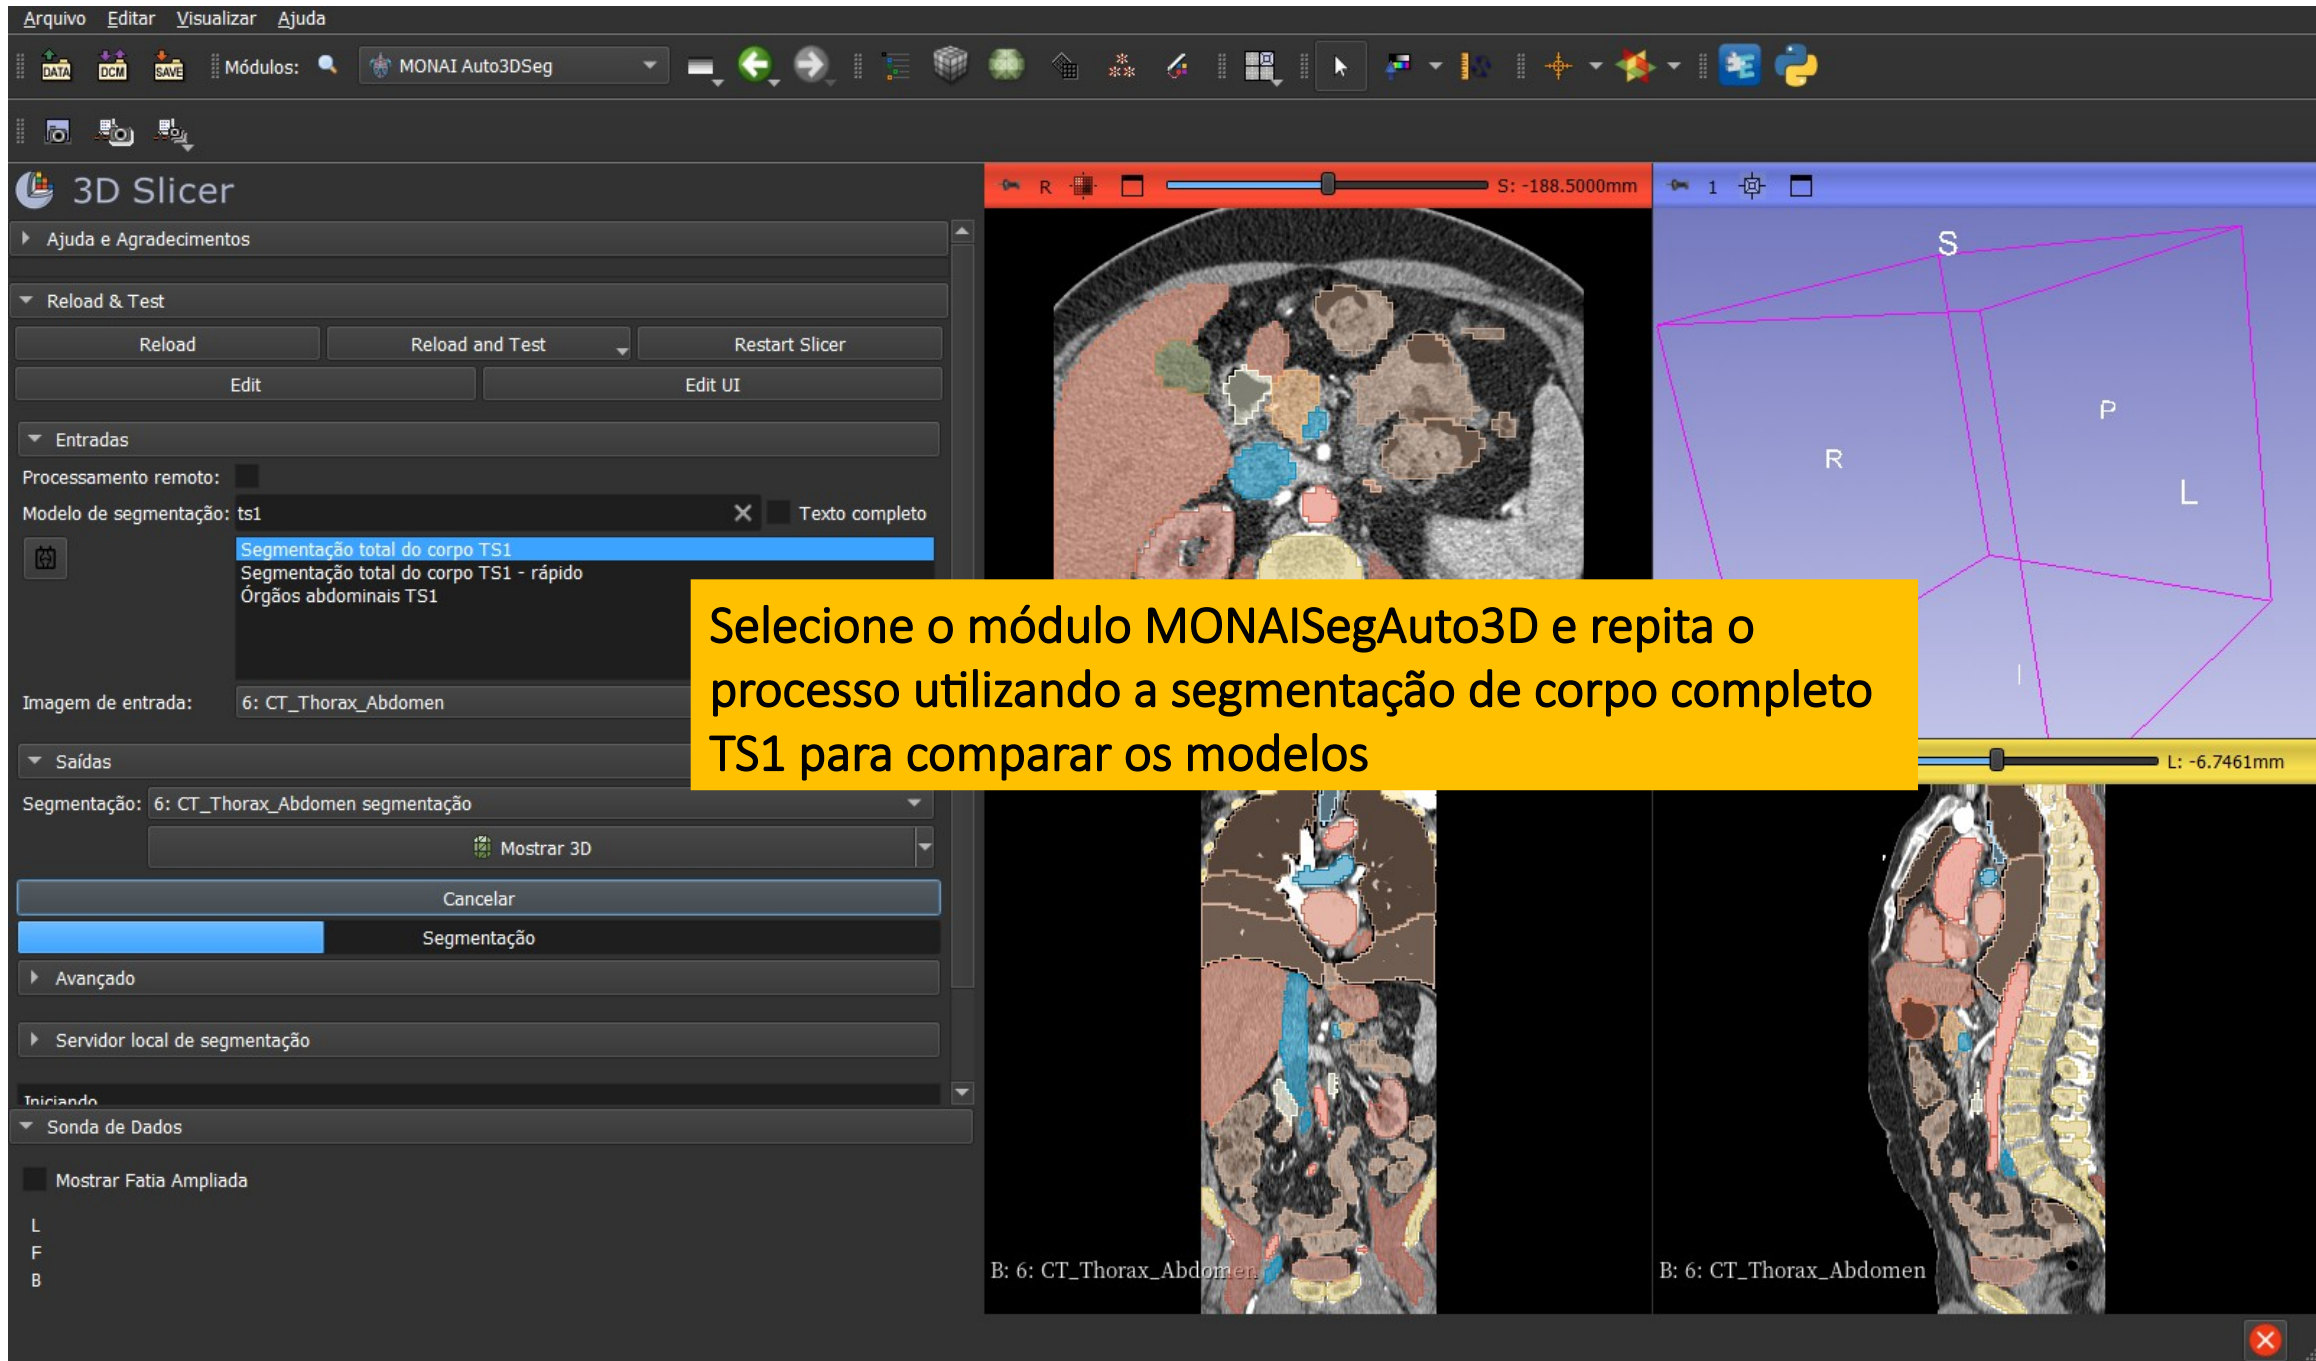 Arquivo Editar Visualizar Ajuda
DATA DCM SAVE Módulos: MONAI Auto3DSeg
3D Slicer
R S: -188.5000mm
1
Ajuda e Agradecimentos
Reload & Test
Reload Reload and Test Restart Slicer
Edit Edit UI
Entradas
Processamento remoto:
Modelo de segmentação: ts1 Texto completo
Segmentação total do corpo TS1
Segmentação total do corpo TS1 - rápido
Órgãos abdominais TS1
Imagem de entrada: 6: CT_Thorax_Abdomen
Saídas
Segmentação: 6: CT_Thorax_Abdomen segmentação
Mostrar 3D
Cancelar
Segmentação
Avançado
Servidor local de segmentação
Iniciando
Sonda de Dados
Mostrar Fatia Ampliada
L
F
B
S
P
R
L
I
Selecione o módulo MONAISegAuto3D e repita o
processo utilizando a segmentação de corpo completo
TS1 para comparar os modelos
L: -6.7461mm
B: 6: CT_Thorax_Abdomen
B: 6: CT_Thorax_Abdomen